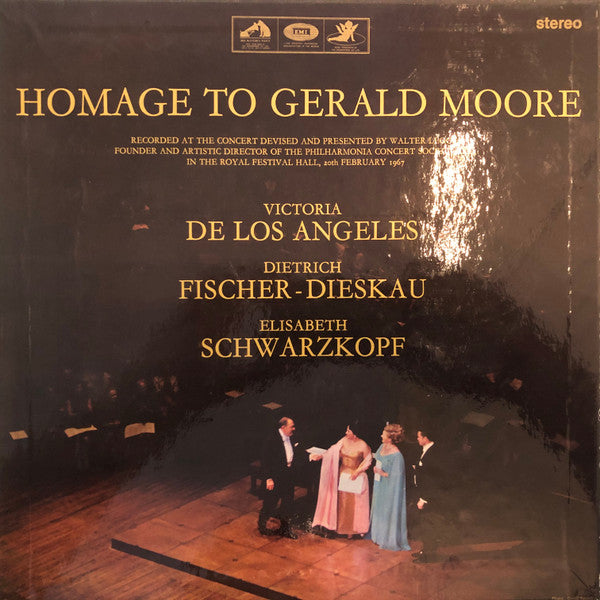 EMI
stereo
HOMAGE TO GERALD MOORE
RECORDED AT THE CONCERT DEVISED AND PRESENTED BY WALTER
FOUNDER AND ARTISTIC DIRECTOR OF THE PHILHARMONIA CONCERT
IN THE ROYAL FESTIVAL HALL, 20th FEBRUARY 1967
VICTORIA
DE LOS ANGELES
DIETRICH
FISCHER-DIESKAU
ELISABETH
SCHWARZKOPF